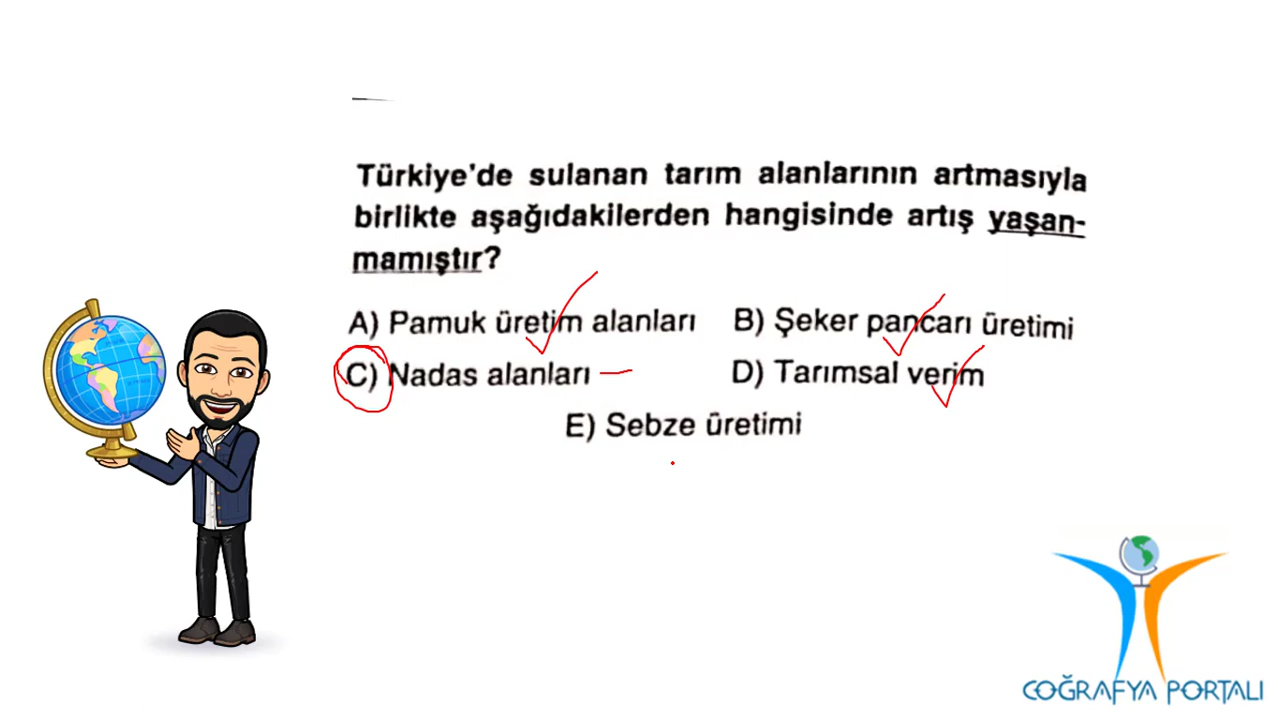 Türkiye'de sulanan tarım alanlarının artmasıyla
birlikte aşağıdakilerden hangisinde artış yaşan-
mamıştır?
A) Pamuk üretim alanları B) Şeker pancarı üretimi
C) Nadas alanları D) Tarımsal verim
E) Sebze üretimi
COĞRAFYA PORTALI